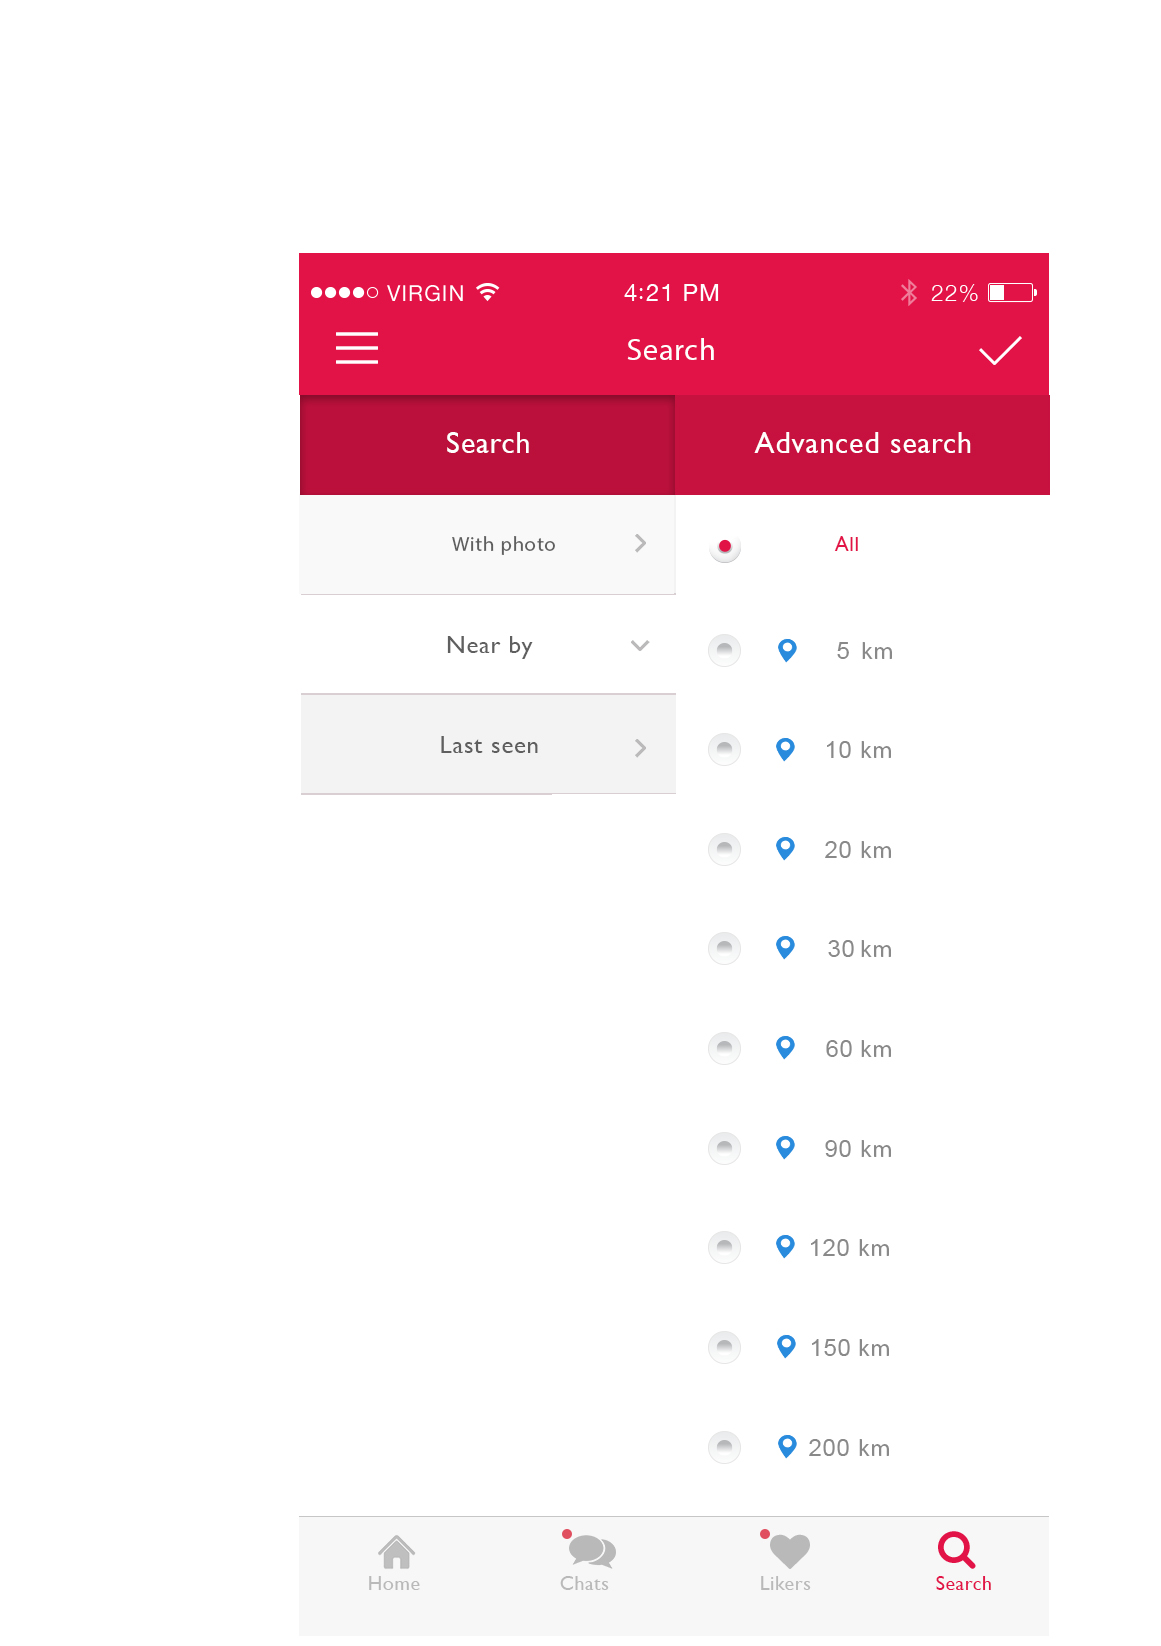 VIRGIN 4:21 PM 22%
Search
Search Advanced search
With photo
Near by
Last seen
All
5 km
10 km
20 km
30 km
60 km
90 km
120 km
150 km
200 km
Home Chats Likers Search